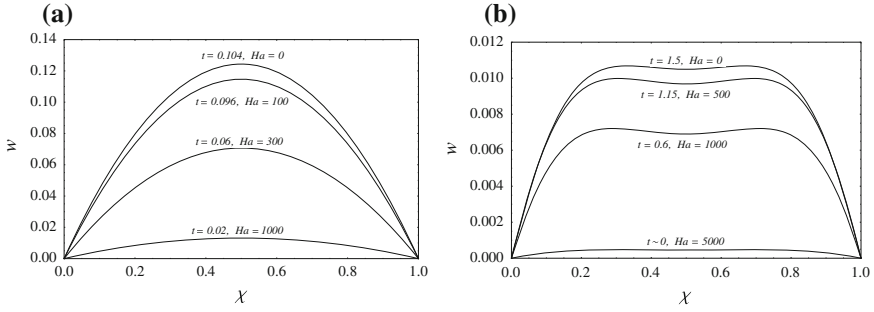 (a)
0.14
0.12
0.10
0.08
0.06
0.04
0.02
0.00
w
t = 0.104, Ha = 0
t = 0.096, Ha = 100
t = 0.06, Ha = 300
t = 0.02, Ha = 1000
0.0 0.2 0.4 0.6 0.8 1.0
χ
(b)
0.012
0.010
0.008
0.006
0.004
0.002
0.000
w
t = 1.5, Ha = 0
t = 1.15, Ha = 500
t = 0.6, Ha = 1000
t ~ 0, Ha = 5000
0.0 0.2 0.4 0.6 0.8 1.0
χ